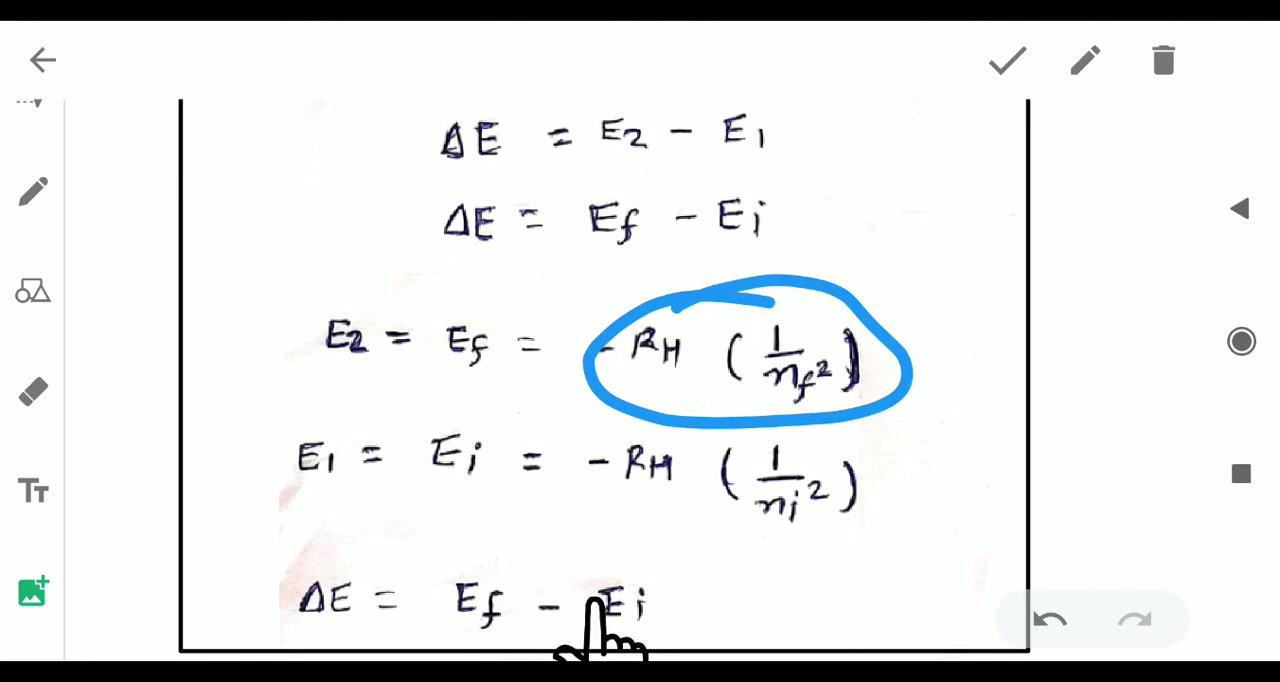 ΔE = E2 - E1
ΔE = Ef - Ei
E2 = Ef = - RH ( 1/nf² )
E1 = Ei = - RH ( 1/ni² )
TT
ΔE = Ef - Ei